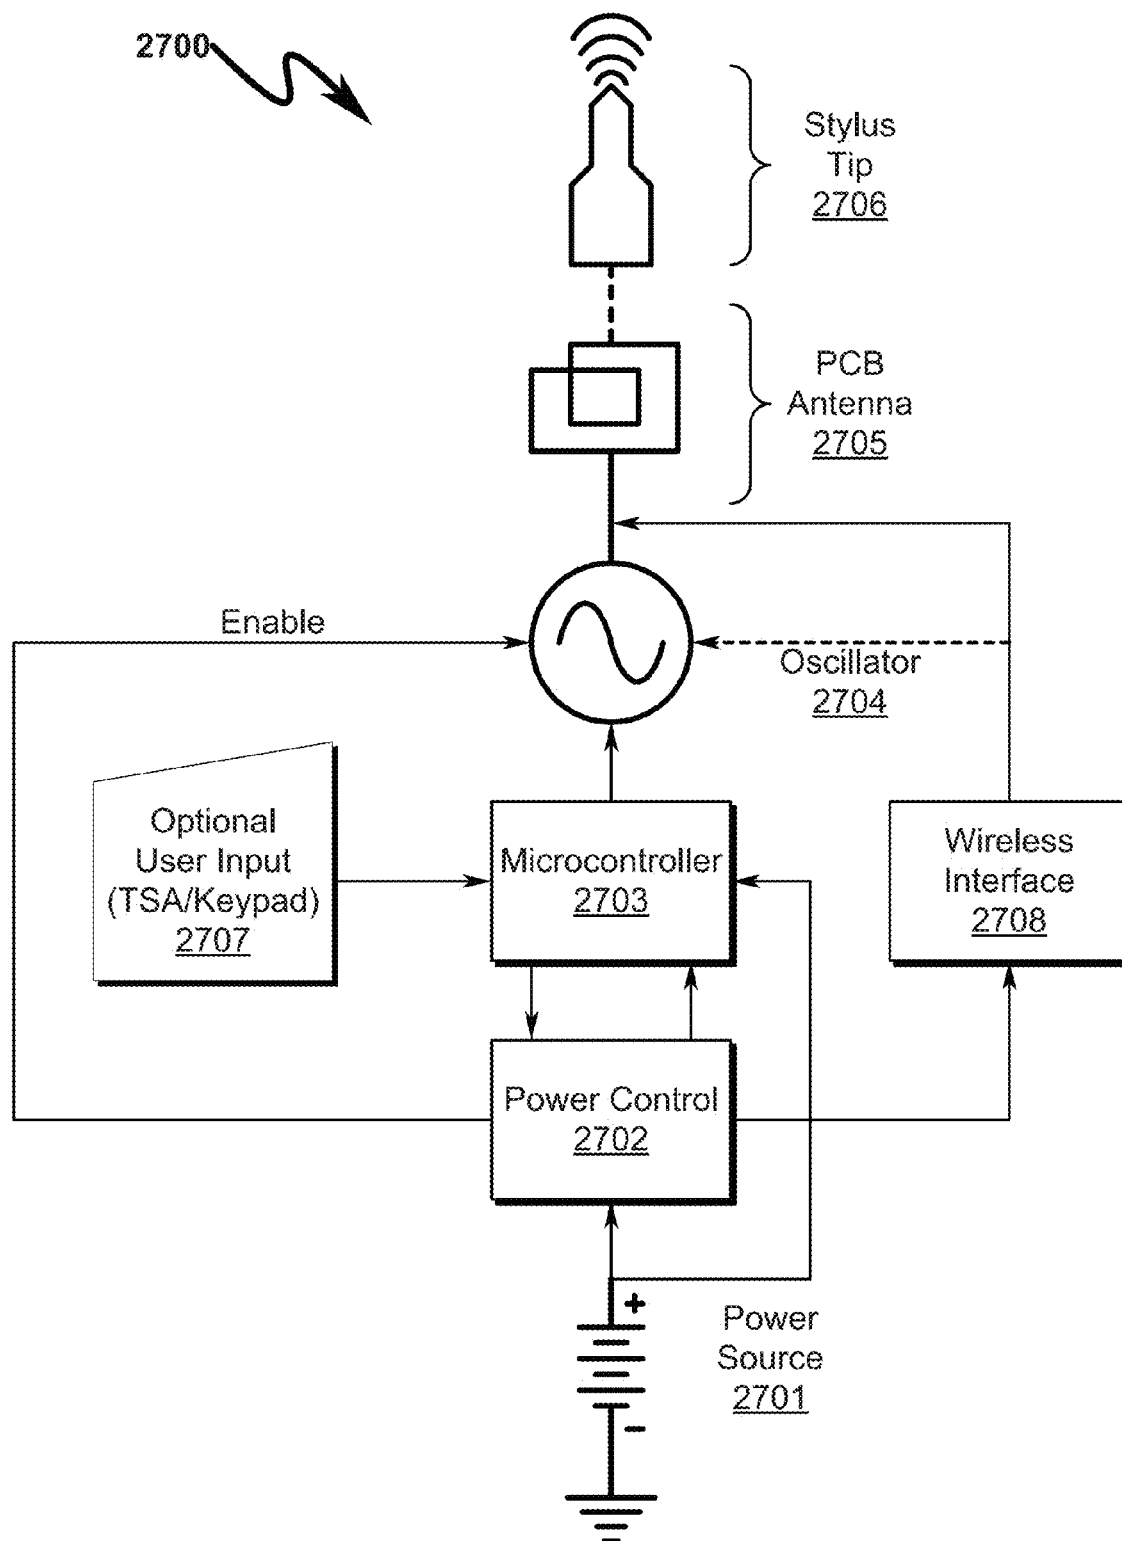 2700
Stylus
Tip
2706
PCB
Antenna
2705
Enable
Oscillator
2704
Optional
User Input
(TSA/Keypad)
2707
Microcontroller
2703
Wireless
Interface
2708
Power Control
2702
+
Power
Source
2701
−